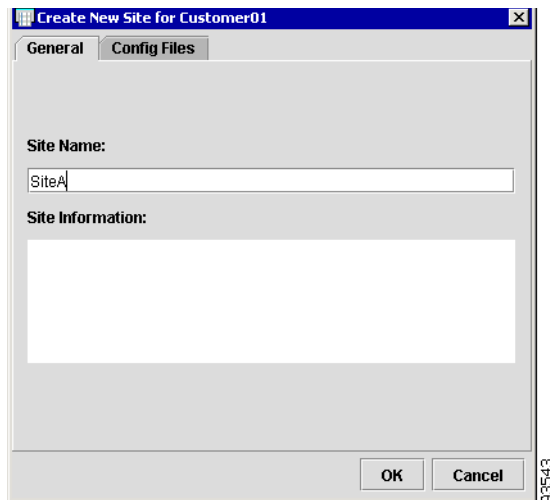 Create New Site for Customer01
General Config Files
Site Name:
SiteA
Site Information:
OK Cancel